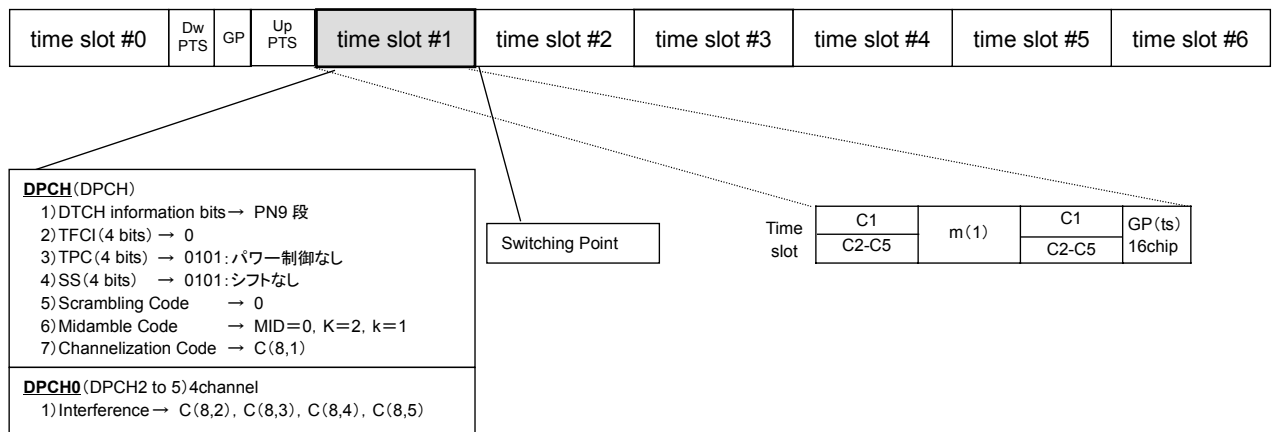 time slot #0
Dw
PTS
GP
Up
PTS
time slot #1
time slot #2
time slot #3
time slot #4
time slot #5
time slot #6
DPCH(DPCH)
1)DTCH information bits→ PN9 段
2)TFCI(4 bits)→ 0
3)TPC(4 bits)→ 0101:パワー制御なし
4)SS(4 bits) → 0101:シフトなし
5)Scrambling Code → 0
6)Midamble Code → MID=0, K=2, k=1
7)Channelization Code → C(8,1)
DPCH0(DPCH2 to 5)4channel
1)Interference→ C(8,2), C(8,3), C(8,4), C(8,5)
Switching Point
Time
slot
C1
C2-C5
m(1)
C1
C2-C5
GP(ts)
16chip